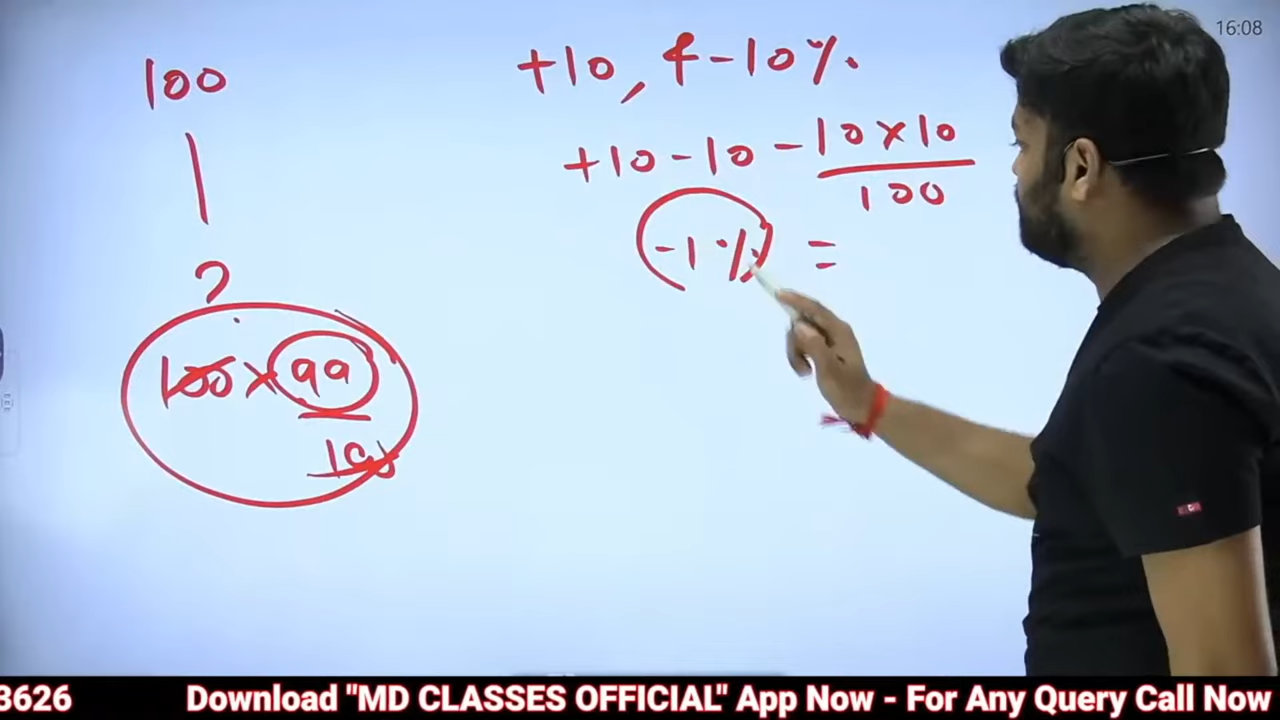 16:08
100
?
100 × 99
100
+10, & -10%.
+10 - 10 - 10 × 10
100
-1% =
3626 Download "MD CLASSES OFFICIAL" App Now - For Any Query Call Now